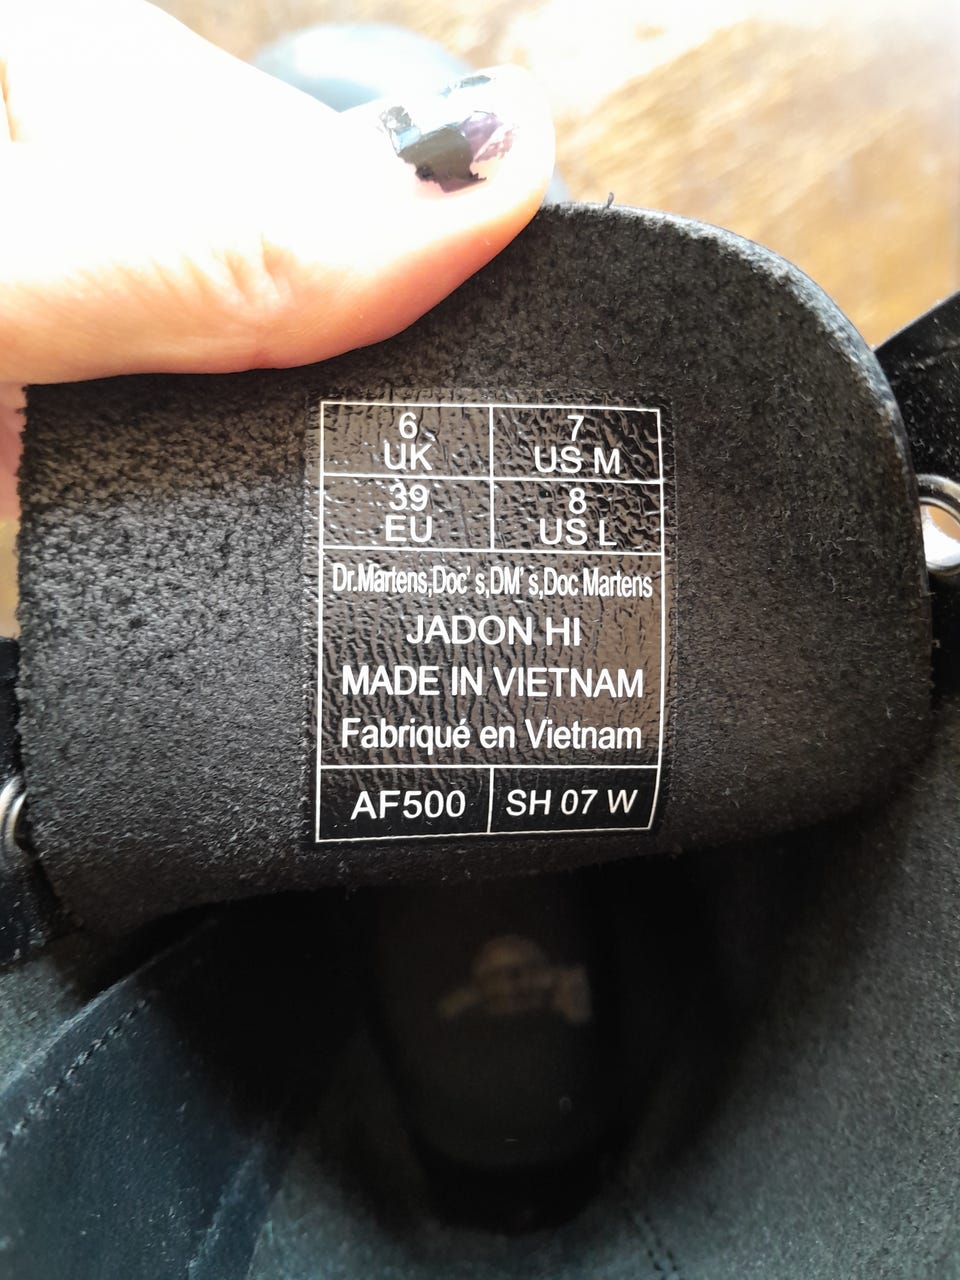 6 7
UK US M
39 8
EU US L
Dr.Martens,Doc's,DM's,Doc Martens
JADON HI
MADE IN VIETNAM
Fabriqué en Vietnam
AF500 SH 07 W